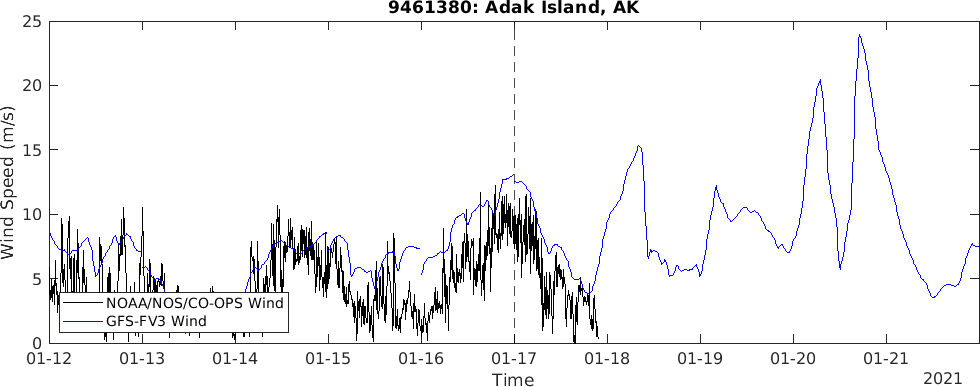 9461380: Adak Island, AK
25
20
15
10
5
0
Wind Speed (m/s)
NOAA/NOS/CO-OPS Wind
GFS-FV3 Wind
01-12 01-13 01-14 01-15 01-16 01-17 01-18 01-19 01-20 01-21
Time
2021